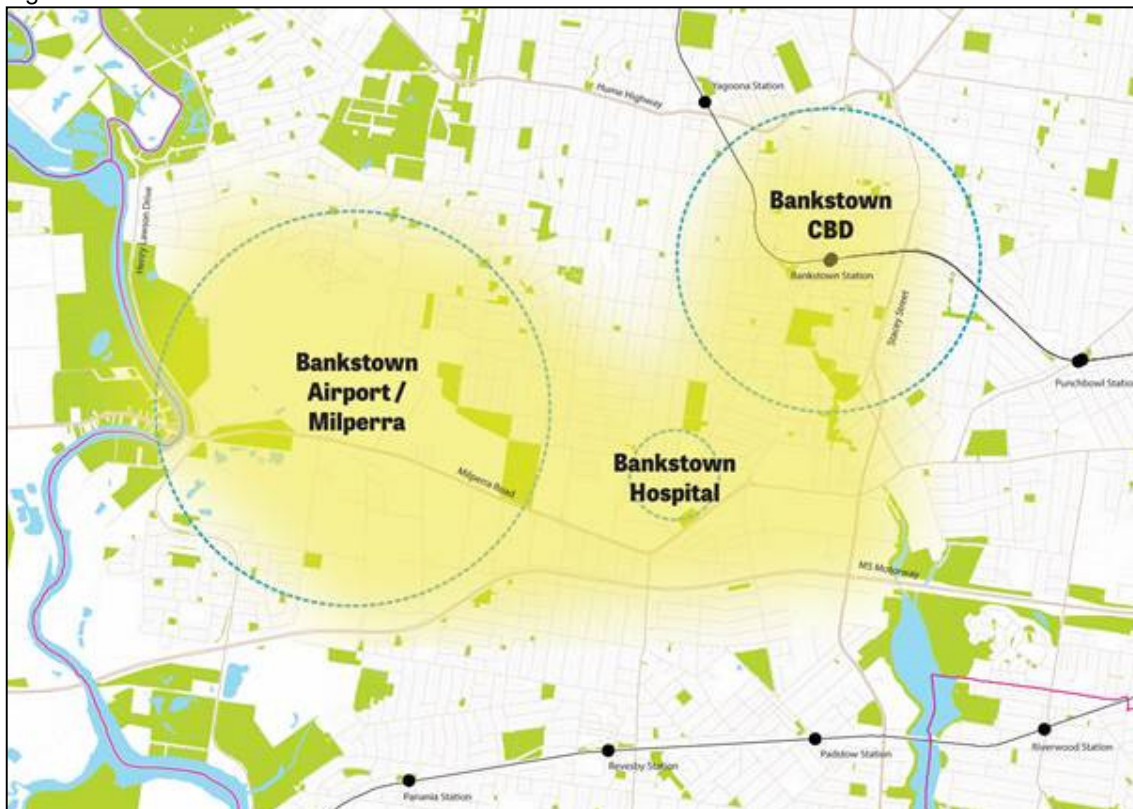 Hume Highway
Yagoona Station
Henry Lawson Drive
Bankstown
CBD
Bankstown Station
Stacey Street
Punchbowl Station
Bankstown
Airport /
Milperra
Milperra Road
Bankstown
Hospital
M5 Motorway
Riverwood Station
Padstow Station
Revesby Station
Panania Station